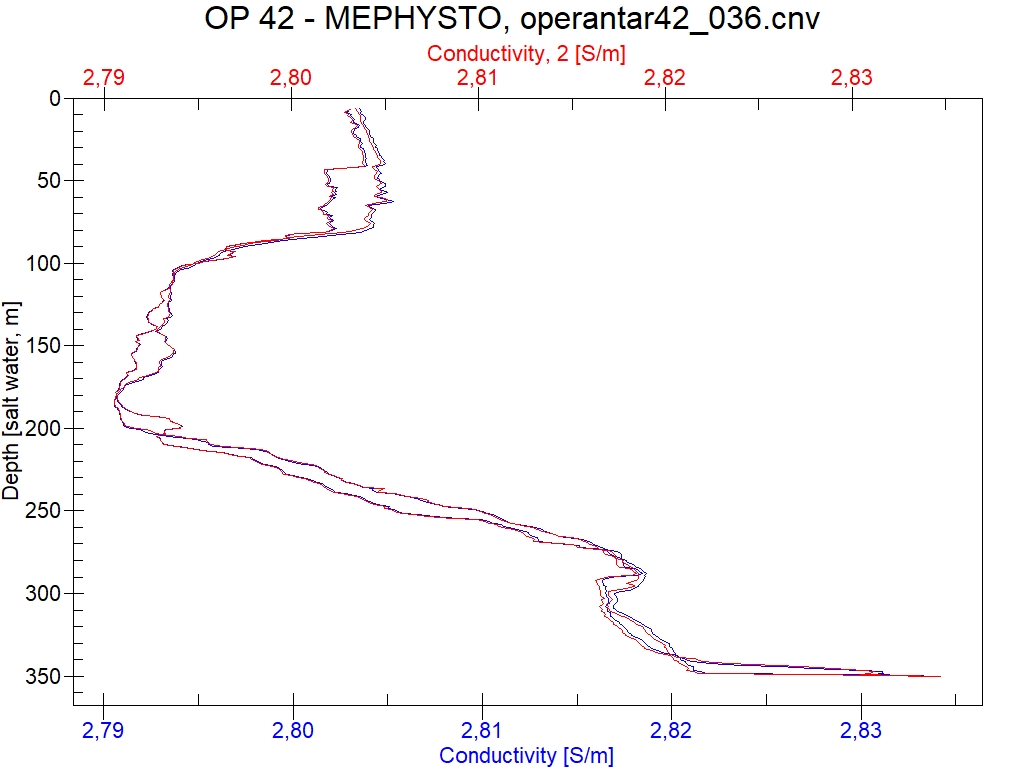 OP 42 - MEPHYSTO, operantar42_036.cnv
Conductivity, 2 [S/m]
2,79 2,80 2,81 2,82 2,83
0
50
100
150
200
250
300
350
Depth [salt water, m]
2,79 2,80 2,81 2,82 2,83
Conductivity [S/m]